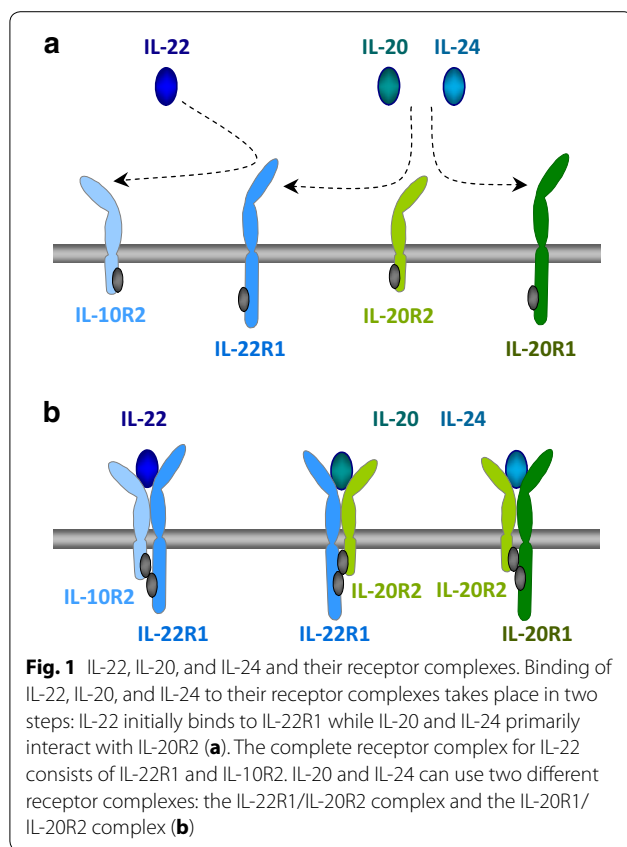 a
IL-22
IL-20 IL-24
IL-10R2
IL-22R1
IL-20R2
IL-20R1
b
IL-22
IL-20 IL-24
IL-10R2
IL-22R1
IL-20R2
IL-22R1
IL-20R2
IL-20R1
Fig. 1 IL-22, IL-20, and IL-24 and their receptor complexes. Binding of
IL-22, IL-20, and IL-24 to their receptor complexes takes place in two
steps: IL-22 initially binds to IL-22R1 while IL-20 and IL-24 primarily
interact with IL-20R2 (a). The complete receptor complex for IL-22
consists of IL-22R1 and IL-10R2. IL-20 and IL-24 can use two different
receptor complexes: the IL-22R1/IL-20R2 complex and the IL-20R1/
IL-20R2 complex (b)